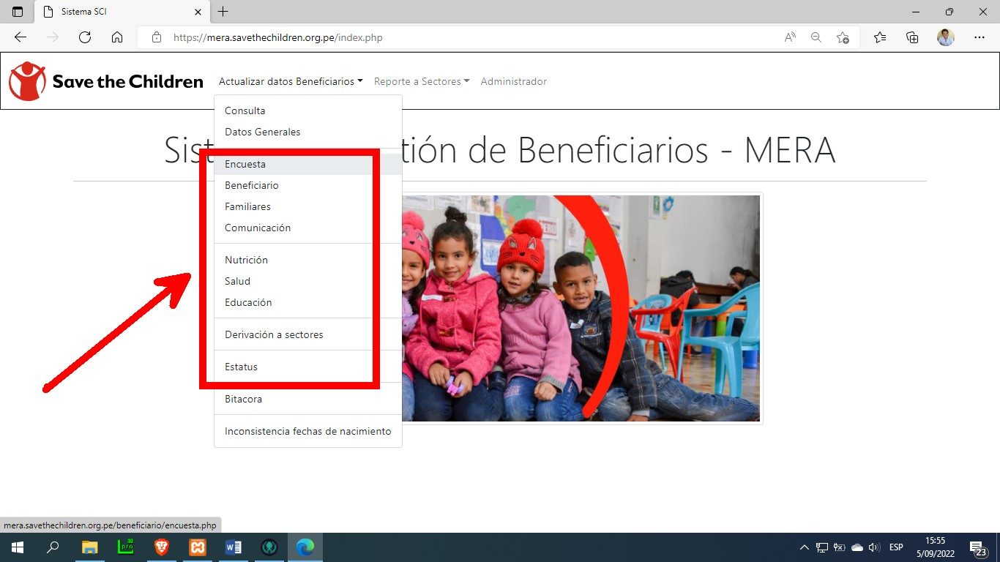 Sistema SCI
https://mera.savethechildren.org.pe/index.php
Save the Children
Actualizar datos Beneficiarios
Reporte a Sectores
Administrador
Consulta
Datos Generales
tión de Beneficiarios - MERA
Encuesta
Beneficiario
Familiares
Comunicación
Nutrición
Salud
Educación
Derivación a sectores
Estatus
Bitacora
Inconsistencia fechas de nacimiento
PERÚ
mera.savethechildren.org.pe/beneficiario/encuesta.php
ESP
15:55
5/09/2022
23